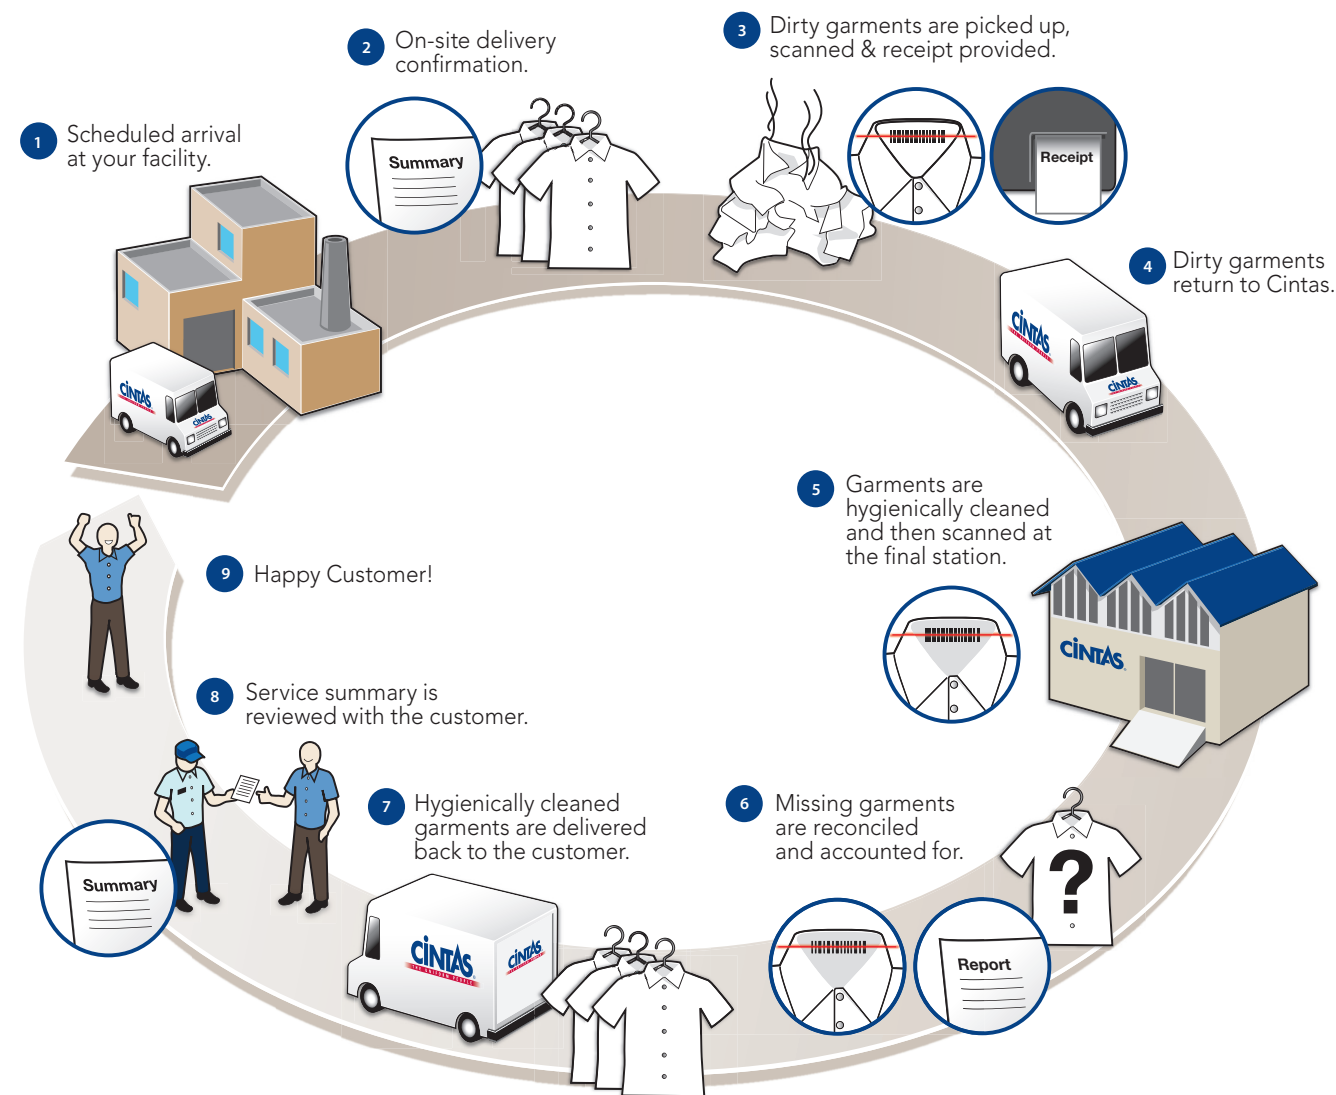 1
Scheduled arrival
at your facility.
2
On-site delivery
confirmation.
Summary
3
Dirty garments are picked up,
scanned & receipt provided.
Receipt
4
Dirty garments
return to Cintas.
CINTAS
CINTAS
CINTAS
CINTAS
5
Garments are
hygienically cleaned
and then scanned at
the final station.
CINTAS
6
Missing garments
are reconciled
and accounted for.
?
Report
7
Hygienically cleaned
garments are delivered
back to the customer.
CINTAS
THE UNIFORM PEOPLE
CINTAS
8
Service summary is
reviewed with the customer.
Summary
9
Happy Customer!